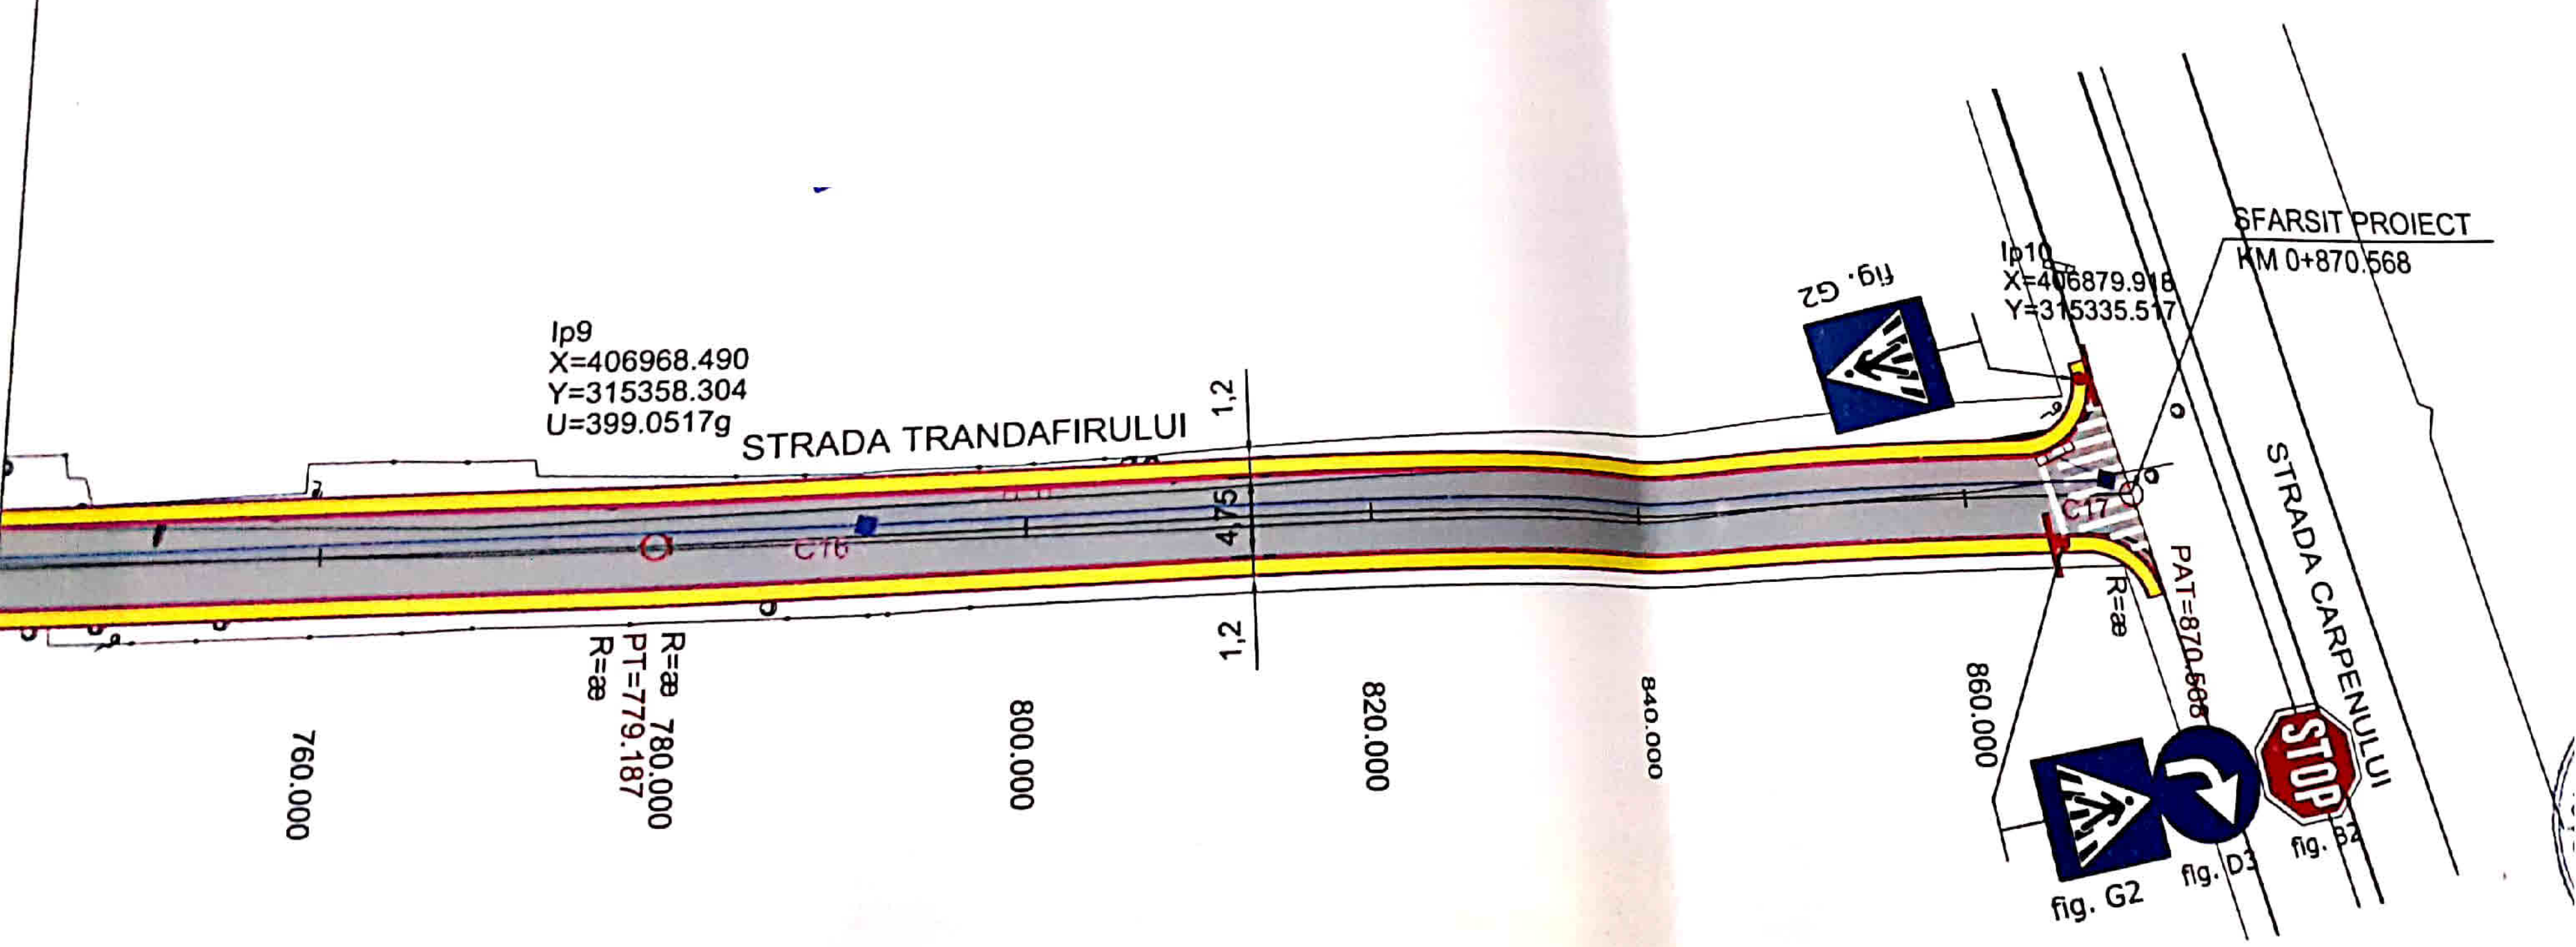 SFARSIT PROIECT
KM 0+870.568
Ip10
X=406879.918
Y=315335.517
fig. G2
Ip9
X=406968.490
Y=315358.304
U=399.0517g
STRADA TRANDAFIRULUI
1,2
4,75
1,2
C16
C17
STRADA CARPENULUI
R=æ
PT=779.187
R=æ
760.000
780.000
800.000
820.000
840.000
860.000
R=æ
PAT=870.568
STOP
fig. G2
fig. D3
fig. B2